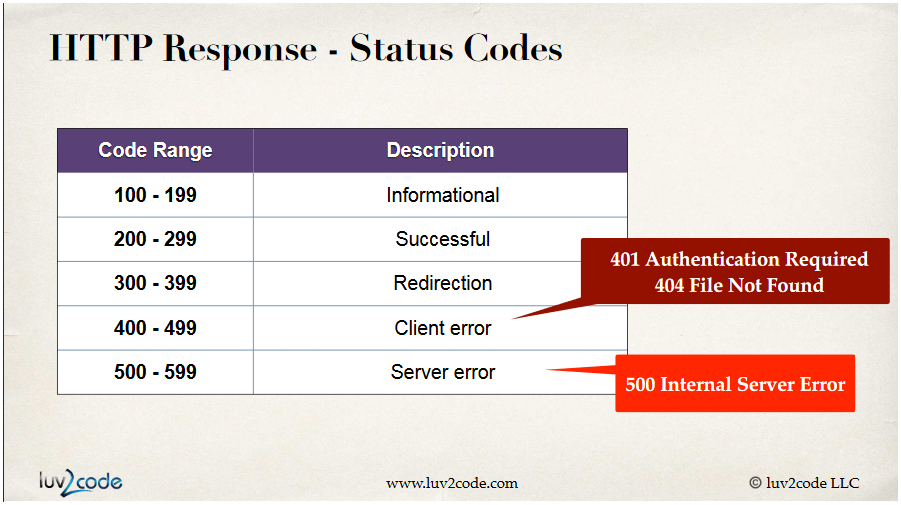 HTTP Response - Status Codes
Code Range Description
100 - 199 Informational
200 - 299 Successful
300 - 399 Redirection
400 - 499 Client error
500 - 599 Server error
401 Authentication Required
404 File Not Found
500 Internal Server Error
luv2code
www.luv2code.com
© luv2code LLC